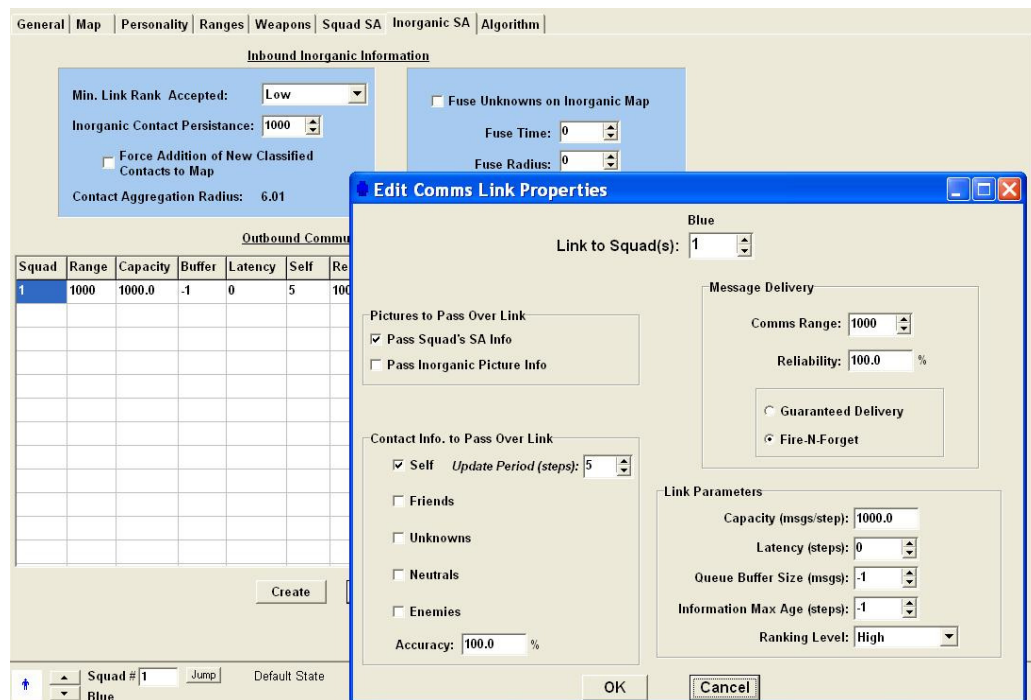 General Map Personality Ranges Weapons Squad SA Inorganic SA Algorithm
Inbound Inorganic Information
Min. Link Rank Accepted: Low
Inorganic Contact Persistance: 1000
Force Addition of New Classified
Contacts to Map
Contact Aggregation Radius: 6.01
Fuse Unknowns on Inorganic Map
Fuse Time: 0
Fuse Radius: 0
Outbound Commu
Squad Range Capacity Buffer Latency Self Re
1 1000 1000.0 -1 0 5 100
Create
Squad # 1 Jump Default State
Blue
Edit Comms Link Properties
Blue
Link to Squad(s): 1
Pictures to Pass Over Link
Pass Squad's SA Info
Pass Inorganic Picture Info
Contact Info. to Pass Over Link
Self Update Period (steps): 5
Friends
Unknowns
Neutrals
Enemies
Accuracy: 100.0 %
Message Delivery
Comms Range: 1000
Reliability: 100.0 %
Guaranteed Delivery
Fire-N-Forget
Link Parameters
Capacity (msgs/step): 1000.0
Latency (steps): 0
Queue Buffer Size (msgs): -1
Information Max Age (steps): -1
Ranking Level: High
OK Cancel